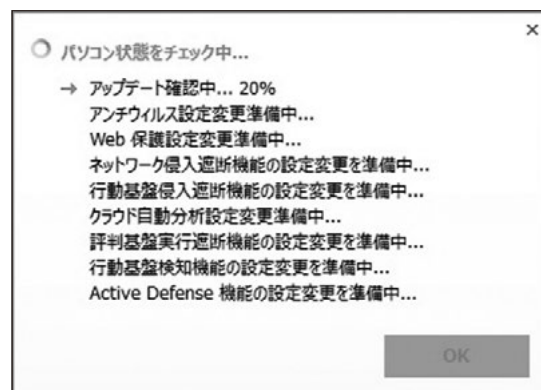 パソコン状態をチェック中...
→ アップデート確認中... 20%
アンチウィルス設定変更準備中...
Web 保護設定変更準備中...
ネットワーク侵入遮断機能の設定変更を準備中...
行動基盤侵入遮断機能の設定変更を準備中...
クラウド自動分析設定変更準備中...
評判基盤実行遮断機能の設定変更を準備中...
行動基盤検知機能の設定変更を準備中...
Active Defense 機能の設定変更を準備中...
OK